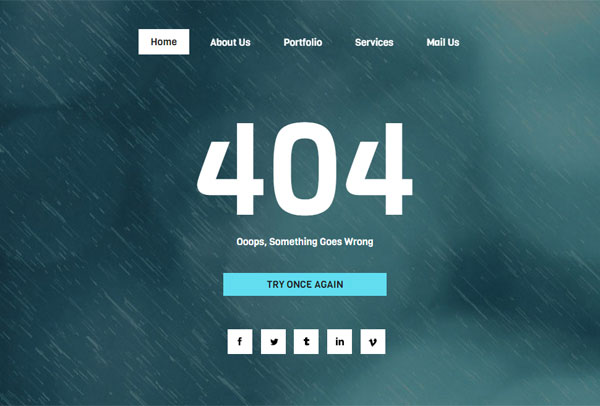 Home About Us Portfolio Services Mail Us
404
Ooops, Something Goes Wrong
TRY ONCE AGAIN
f t in v